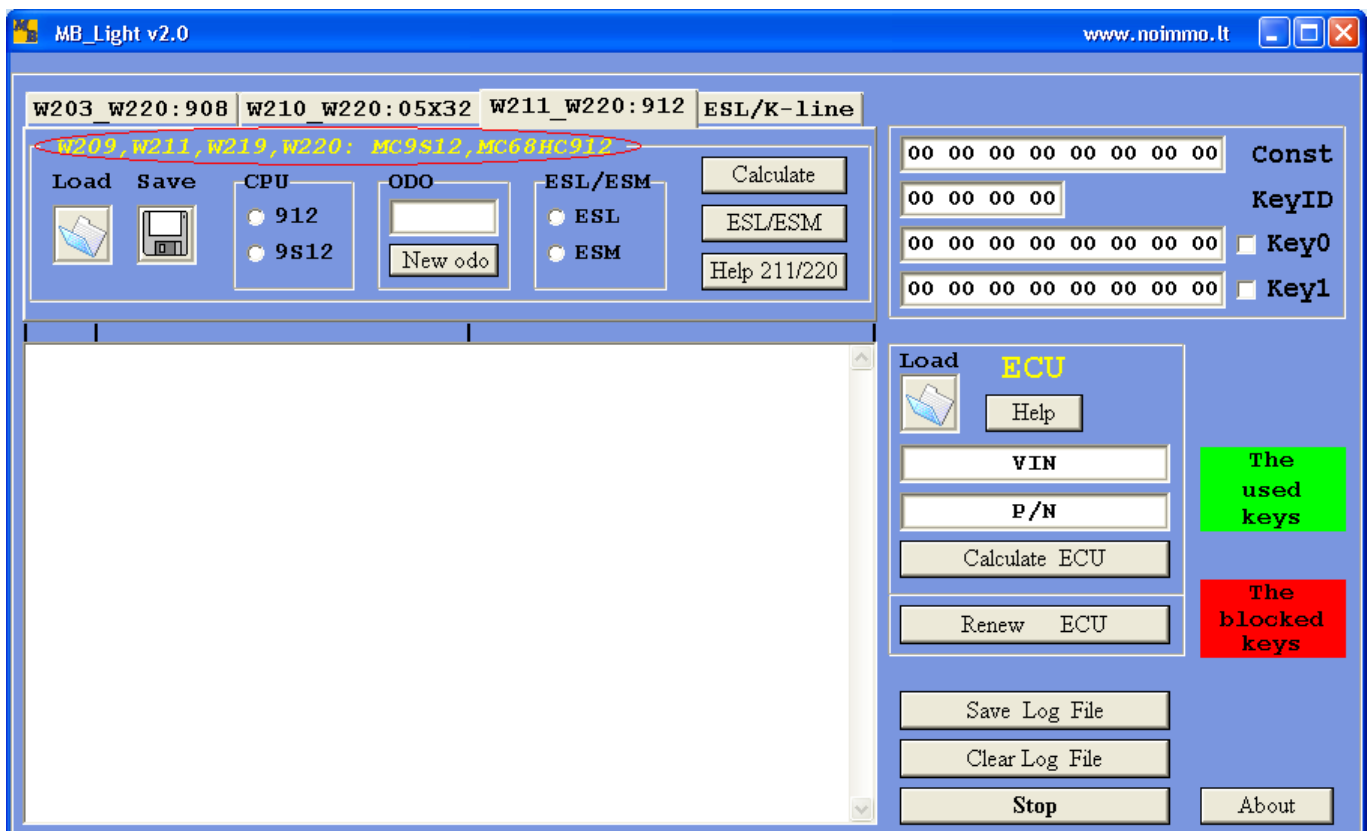 MB_Light v2.0 www.noimmo.lt
W203_W220:908 W210_W220:05X32 W211_W220:912 ESL/K-line
W209,W211,W219,W220: MC9S12,MC68HC912
Load Save CPU ODO ESL/ESM Calculate
912 ESL
ESL/ESM
9S12 New odo ESM
Help 211/220
00 00 00 00 00 00 00 00 Const
00 00 00 00 KeyID
00 00 00 00 00 00 00 00 Key0
00 00 00 00 00 00 00 00 Key1
Load ECU
Help
VIN
P/N
Calculate ECU
Renew ECU
The
used
keys
The
blocked
keys
Save Log File
Clear Log File
Stop About